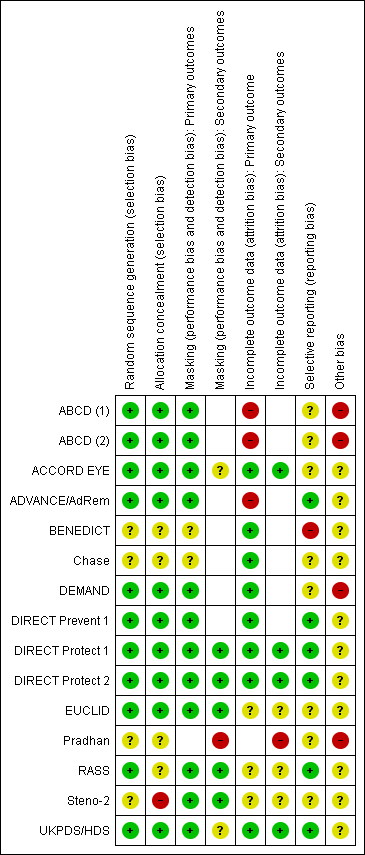 Random sequence generation (selection bias)
Allocation concealment (selection bias)
Masking (performance bias and detection bias): Primary outcomes
Masking (performance bias and detection bias): Secondary outcomes
Incomplete outcome data (attrition bias): Primary outcome
Incomplete outcome data (attrition bias): Secondary outcomes
Selective reporting (reporting bias)
Other bias
ABCD (1) + + + - ? -
ABCD (2) + + + - ? -
ACCORD EYE + + + ? + + ? ?
ADVANCE/AdRem + + + - + ?
BENEDICT ? ? ? + - ?
Chase ? ? ? + ? ?
DEMAND + + + + ? -
DIRECT Prevent 1 + + + + + ?
DIRECT Protect 1 + + + + + + + ?
DIRECT Protect 2 + + + + + + + ?
EUCLID + + + + ? ? ? ?
Pradhan ? ? - - ? -
RASS + ? + + ? ? + ?
Steno-2 ? - + + ? ? ? ?
UKPDS/HDS + + + ? + + + ?